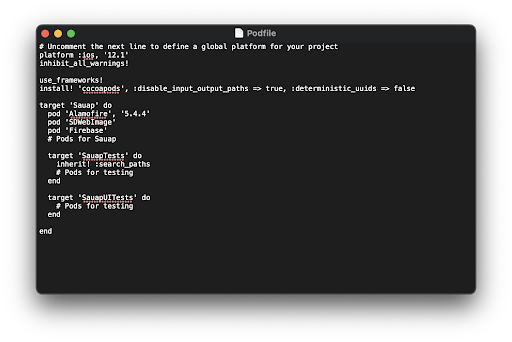 Podfile
# Uncomment the next line to define a global platform for your project
platform :ios, '12.1'
inhibit_all_warnings!
use_frameworks!
install! 'cocoapods', :disable_input_output_paths => true, :deterministic_uuids => false
target 'Sauap' do
pod 'Alamofire', '5.4.4'
pod 'SDWebImage'
pod 'Firebase'
# Pods for Sauap
target 'SauapTests' do
inherit! :search_paths
# Pods for testing
end
target 'SauapUITests' do
# Pods for testing
end
end